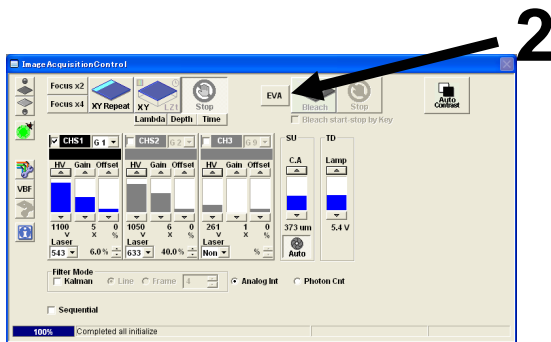 2
ImageAcquisitionControl
Focus x2
Focus x4
XY Repeat
XY
LZt
Stop
EVA
Bleach
Stop
Auto
Contrast
Lambda Depth Time
Bleach start-stop by Key
CHS1 G 1
CHS2 G 2
CH3 G 9
SU
TD
HV Gain Offset
HV Gain Offset
HV Gain Offset
C.A
Lamp
VBF
1100 5 0
V X %
1050 6 0
V X %
261 1 0
V X %
373 um
5.4 V
Laser
543 6.0%
Laser
633 40.0%
Laser
Non %
Auto
Filter Mode
Kalman Line Frame 4
Analog Int Photon Cnt
Sequential
100% Completed all initialize